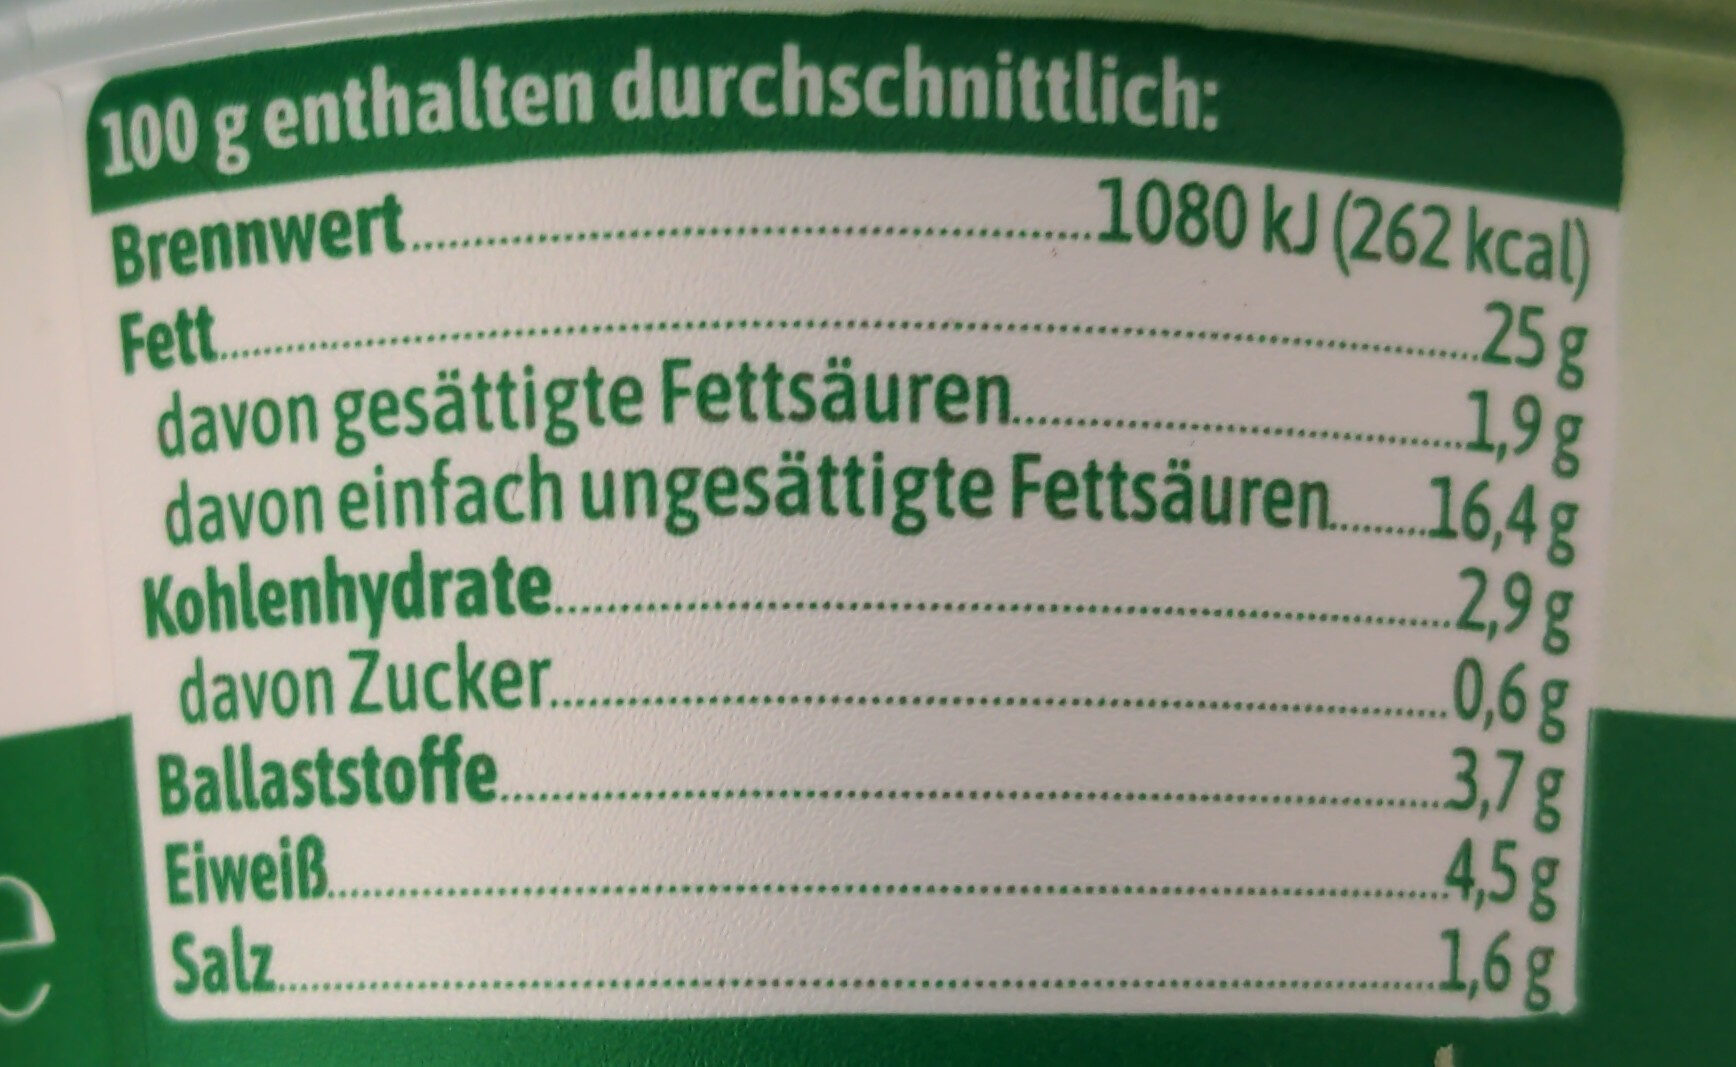 100 g enthalten durchschnittlich:
Brennwert 1080 kJ (262 kcal)
Fett 25 g
davon gesättigte Fettsäuren 1,9 g
davon einfach ungesättigte Fettsäuren 16,4 g
Kohlenhydrate 2,9 g
davon Zucker 0,6 g
Ballaststoffe 3,7 g
Eiweiß 4,5 g
Salz 1,6 g
e